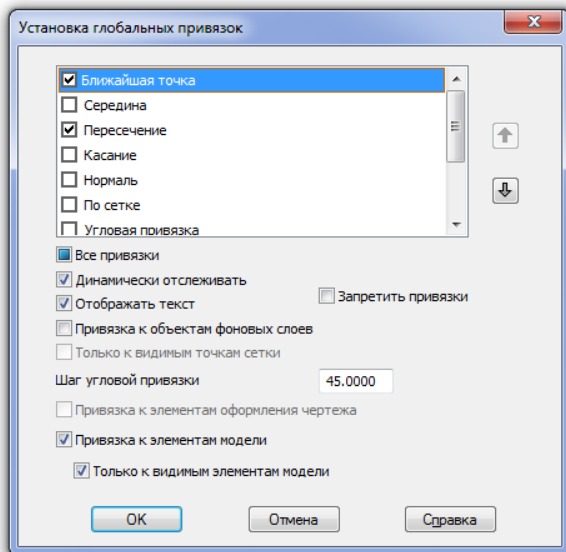 Установка глобальных привязок
Ближайшая точка
Середина
Пересечение
Касание
Нормаль
По сетке
Угловая привязка
Все привязки
Динамически отслеживать
Отображать текст
Запретить привязки
Привязка к объектам фоновых слоев
Только к видимым точкам сетки
Шаг угловой привязки 45.0000
Привязка к элементам оформления чертежа
Привязка к элементам модели
Только к видимым элементам модели
OK Отмена Справка